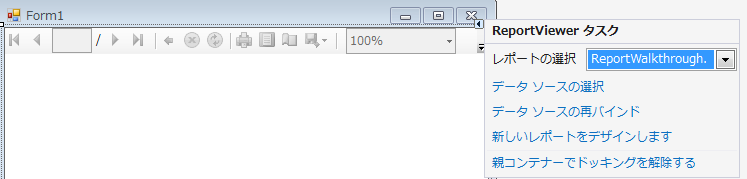 Form1
/
100%
ReportViewer タスク
レポートの選択 ReportWalkthrough.
データ ソースの選択
データ ソースの再バインド
新しいレポートをデザインします
親コンテナーでドッキングを解除する